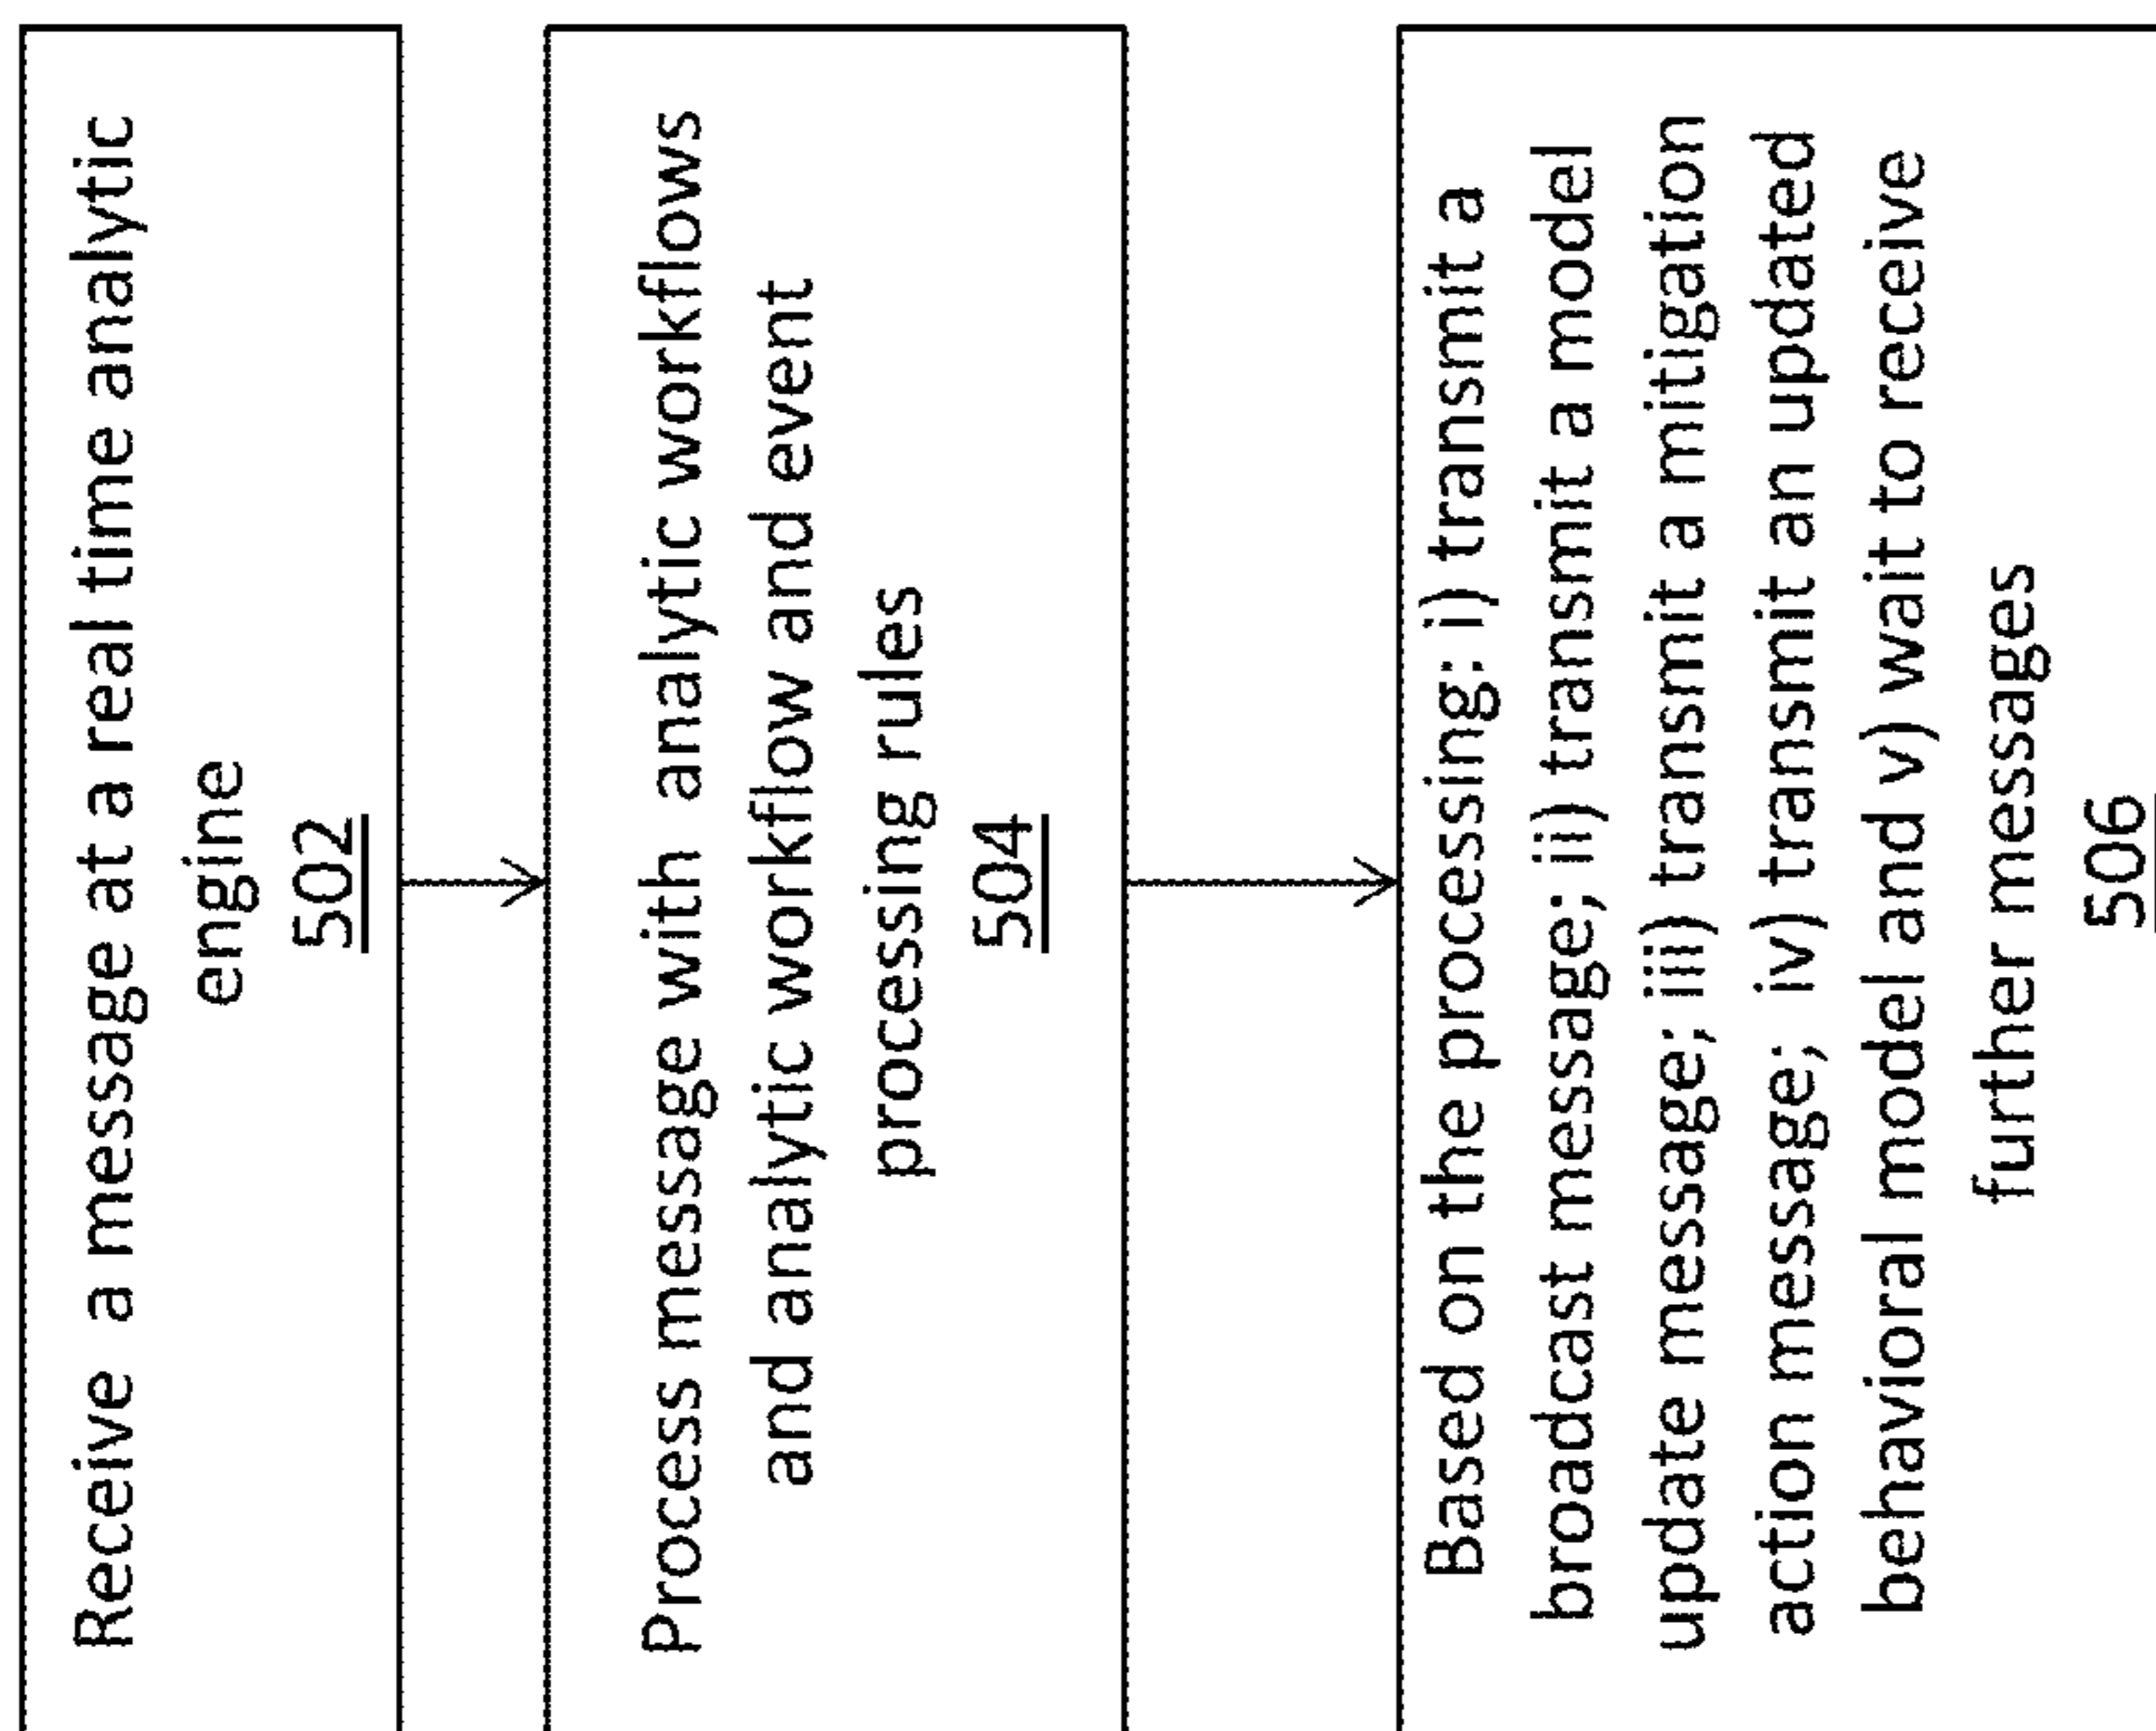 Receive a message at a real time analytic
engine
502
Process message with analytic workflows
and analytic workflow and event
processing rules
504
Based on the processing: i) transmit a
broadcast message; ii) transmit a model
update message; iii) transmit a mitigation
action message; iv) transmit an updated
behavioral model and v) wait to receive
further messages
506